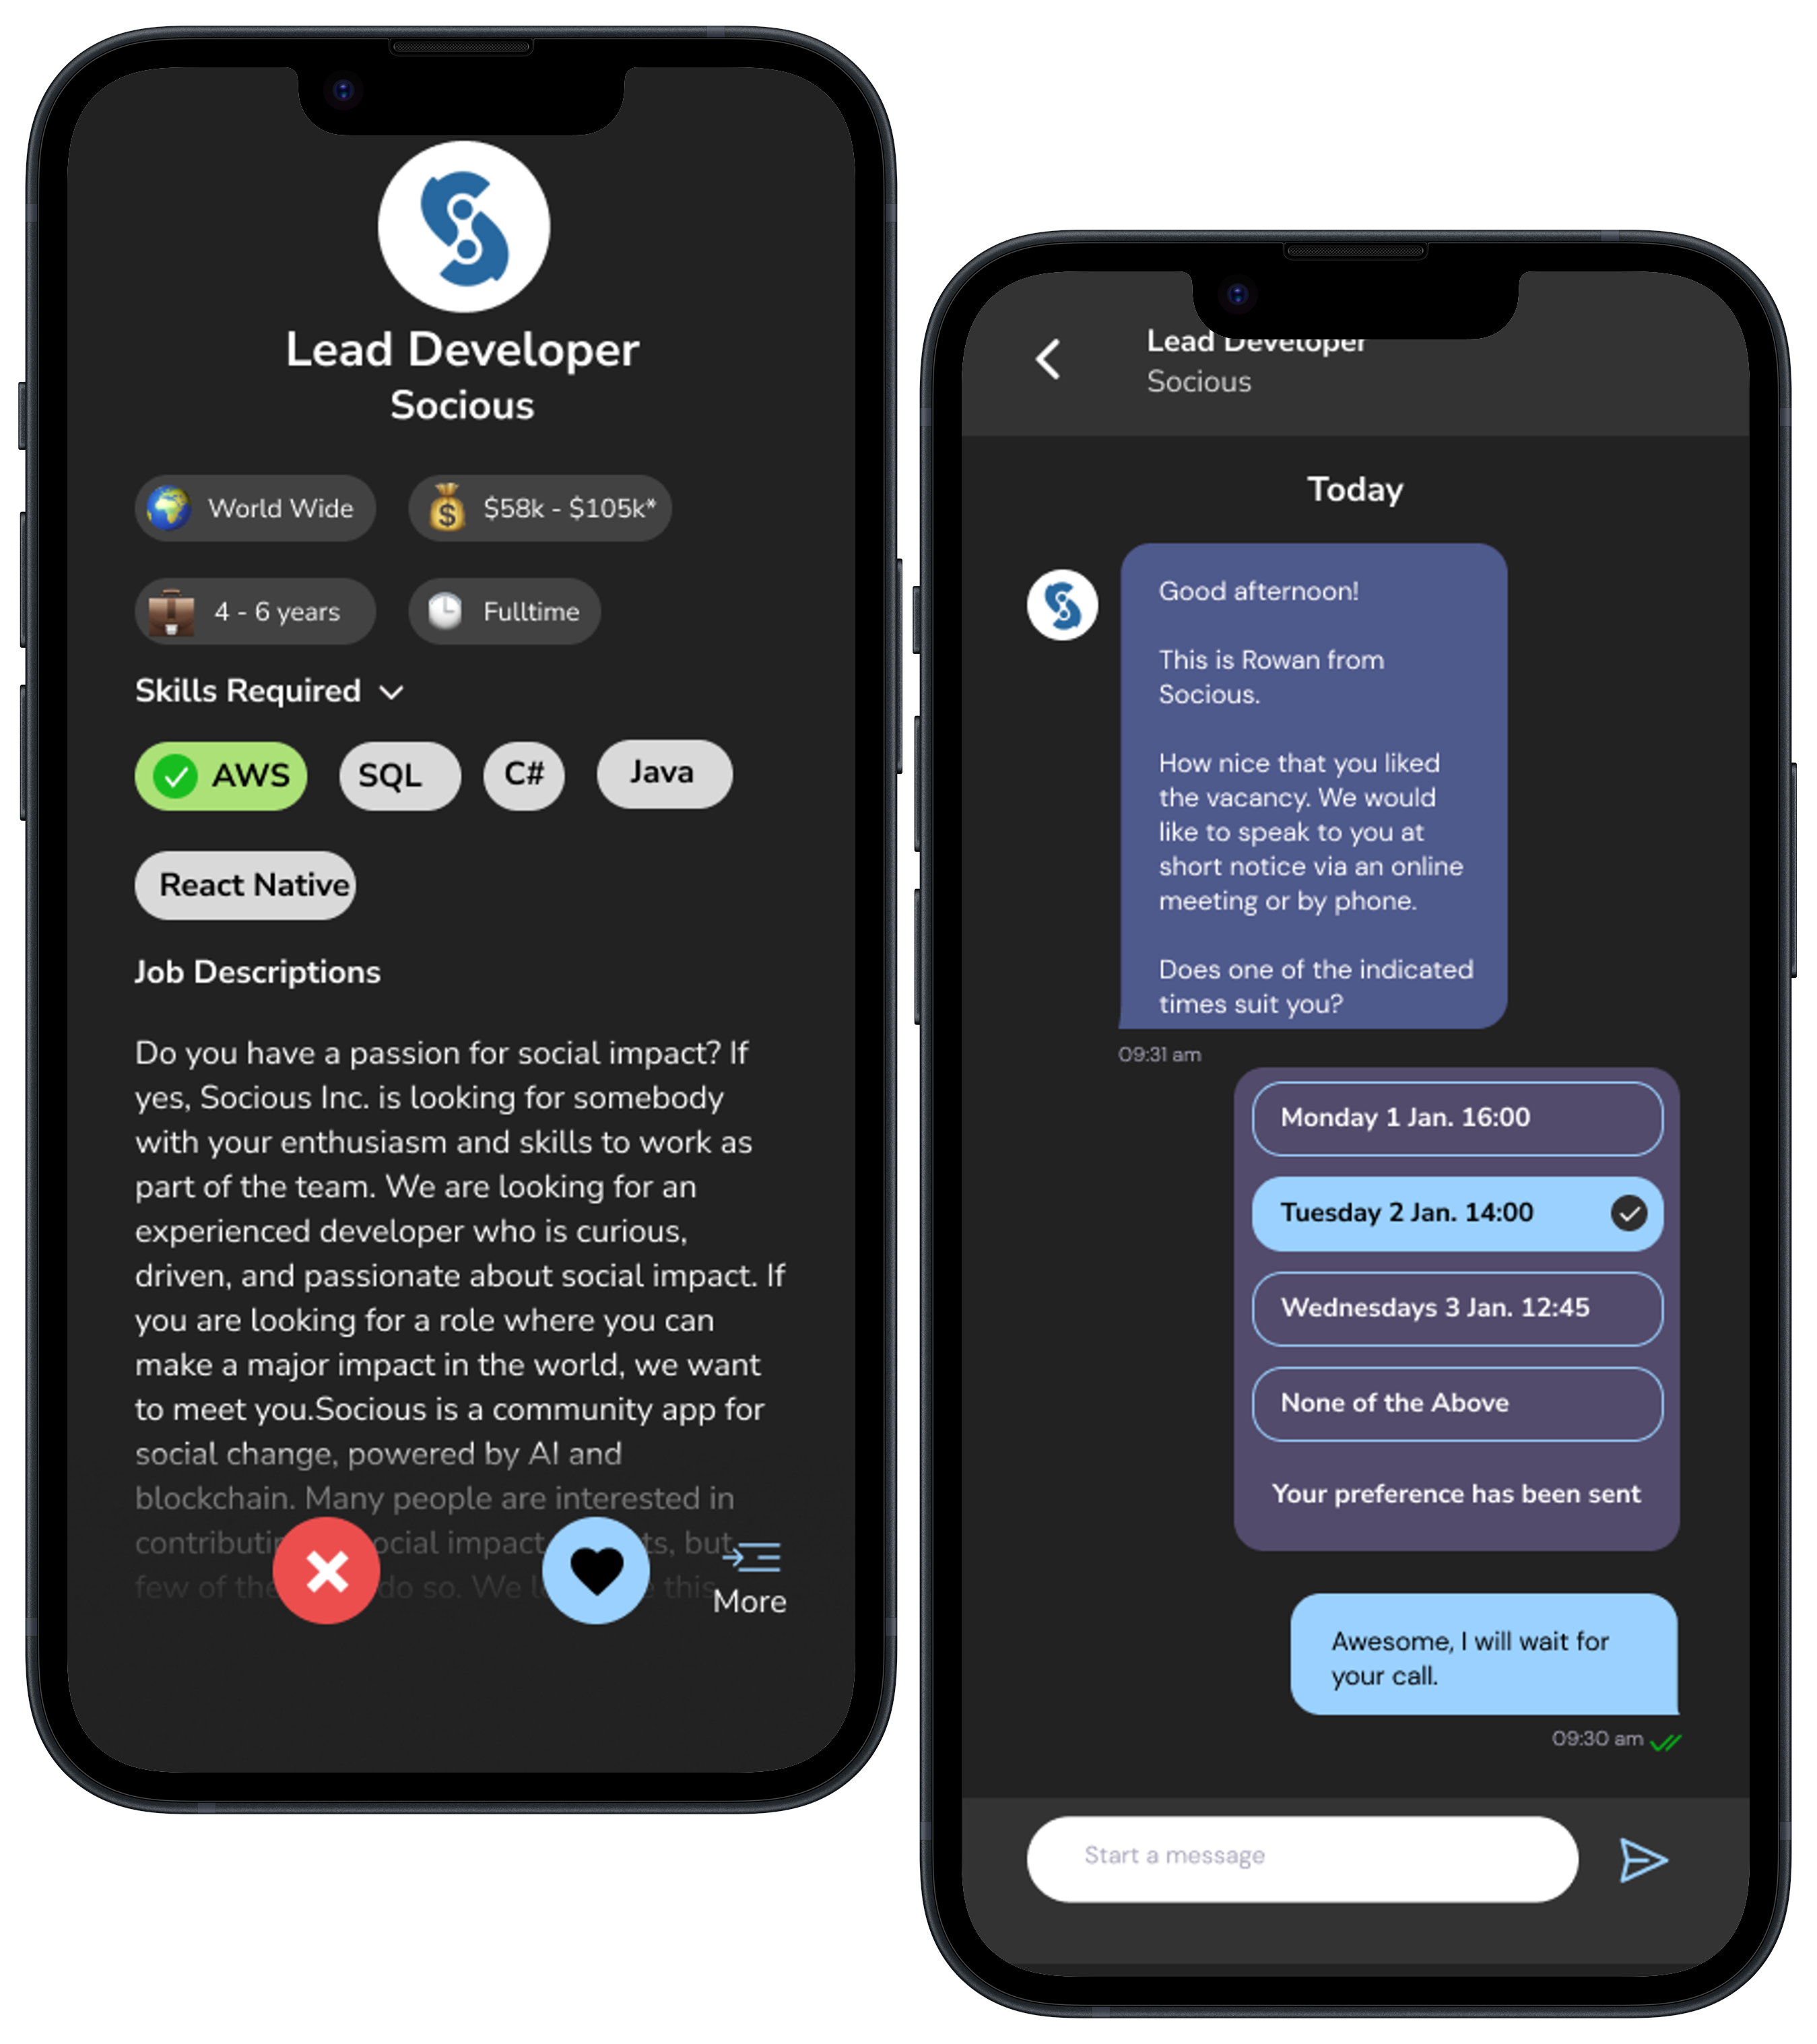 Lead Developer
Socious
World Wide
$58k - $105k*
4 - 6 years
Fulltime
Skills Required
AWS
SQL
C#
Java
React Native
Job Descriptions
Do you have a passion for social impact? If
yes, Socious Inc. is looking for somebody
with your enthusiasm and skills to work as
part of the team. We are looking for an
experienced developer who is curious,
driven, and passionate about social impact. If
you are looking for a role where you can
make a major impact in the world, we want
to meet you.Socious is a community app for
social change, powered by AI and
blockchain. Many people are interested in
social impact but
few of do so. We this
More
Lead Developer
Socious
Today
Good afternoon!
This is Rowan from
Socious.
How nice that you liked
the vacancy. We would
like to speak to you at
short notice via an online
meeting or by phone.
Does one of the indicated
times suit you?
09:31 am
Monday 1 Jan. 16:00
Tuesday 2 Jan. 14:00
Wednesdays 3 Jan. 12:45
None of the Above
Your preference has been sent
Awesome, I will wait for
your call.
09:30 am
Start a message